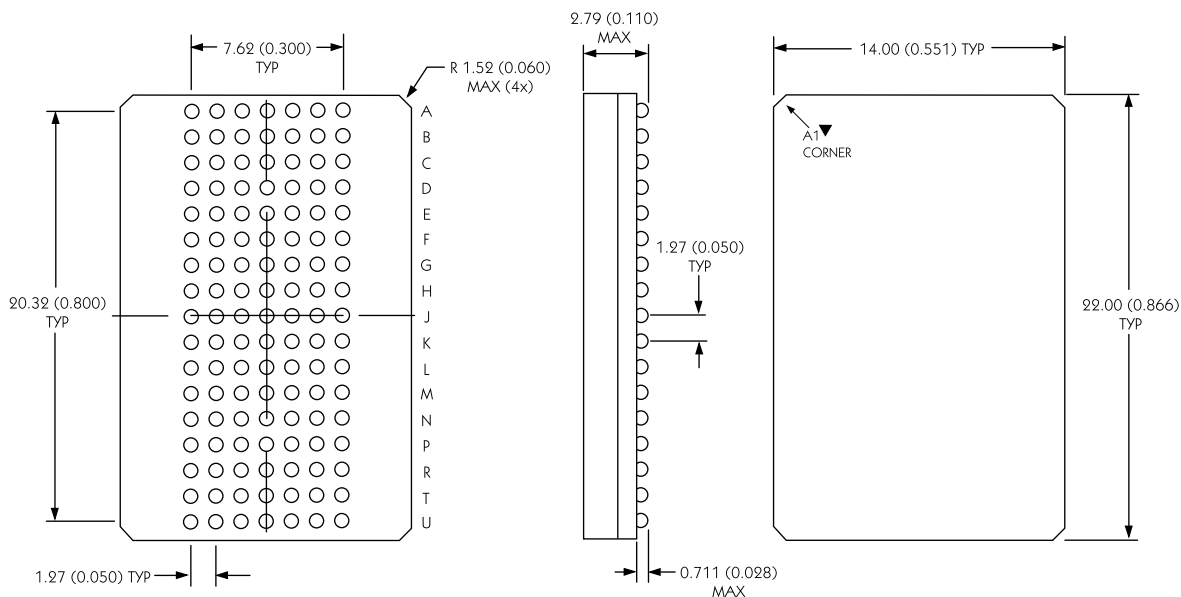 7.62 (0.300)
TYP
R 1.52 (0.060)
MAX (4x)
A
B
C
D
E
F
G
H
J
K
L
M
N
P
R
T
U
20.32 (0.800)
TYP
1.27 (0.050) TYP
2.79 (0.110)
MAX
1.27 (0.050)
TYP
0.711 (0.028)
MAX
14.00 (0.551) TYP
A1
CORNER
22.00 (0.866)
TYP